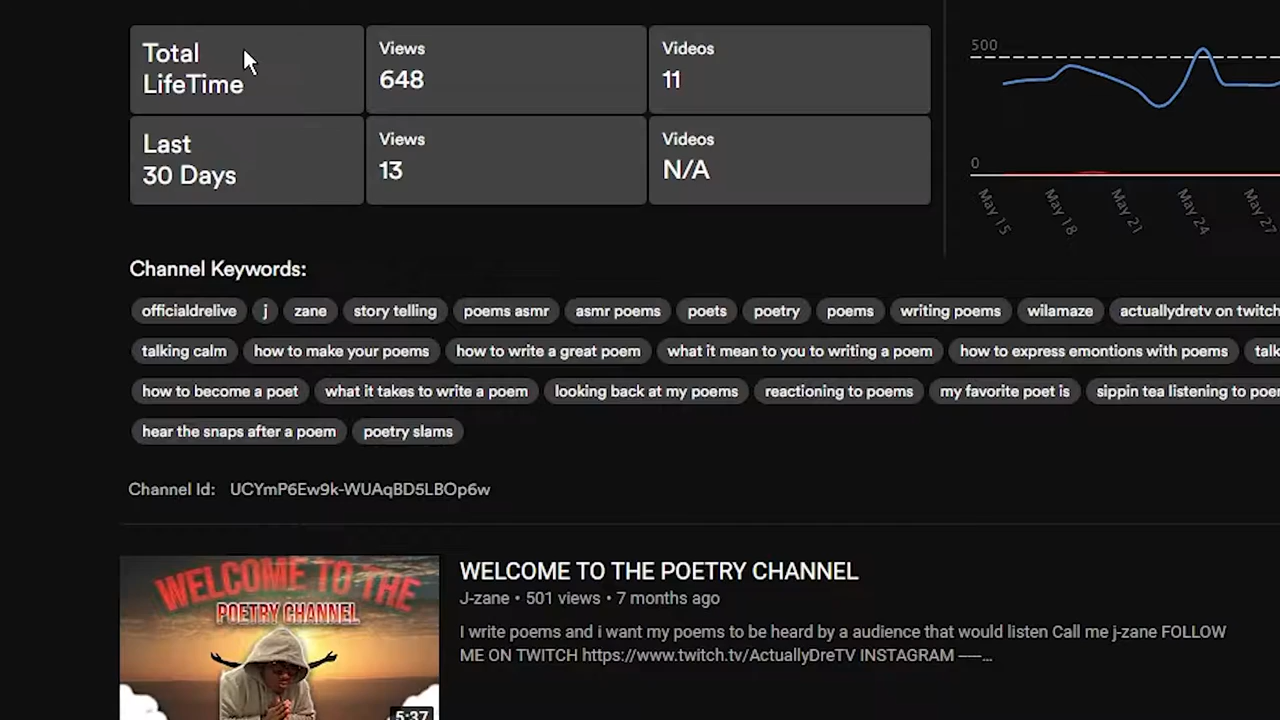 Total
LifeTime
Views
648
Videos
11
Last
30 Days
Views
13
Videos
N/A
500
0
May 15
May 18
May 21
May 24
May 27
Channel Keywords:
officialdrelive j zane story telling poems asmr asmr poems poets poetry poems writing poems wilamaze actuallydretv on twitch
talking calm how to make your poems how to write a great poem what it mean to you to writing a poem how to express emontions with poems
how to become a poet what it takes to write a poem looking back at my poems reactioning to poems my favorite poet is sippin tea listening to
hear the snaps after a poem poetry slams
Channel Id: UCYmP6Ew9k-WUAqBD5LBOp6w
WELCOME TO THE
POETRY CHANNEL
5:37
WELCOME TO THE POETRY CHANNEL
J-zane • 501 views • 7 months ago
I write poems and i want my poems to be heard by a audience that would listen Call me j-zane FOLLOW
ME ON TWITCH https://www.twitch.tv/ActuallyDreTV INSTAGRAM -—-...